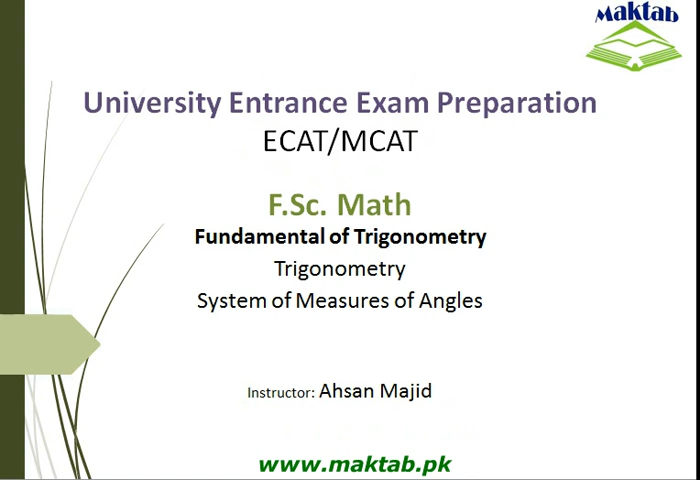 Maktab
University Entrance Exam Preparation
ECAT/MCAT
F.Sc. Math
Fundamental of Trigonometry
Trigonometry
System of Measures of Angles
Instructor: Ahsan Majid
www.maktab.pk